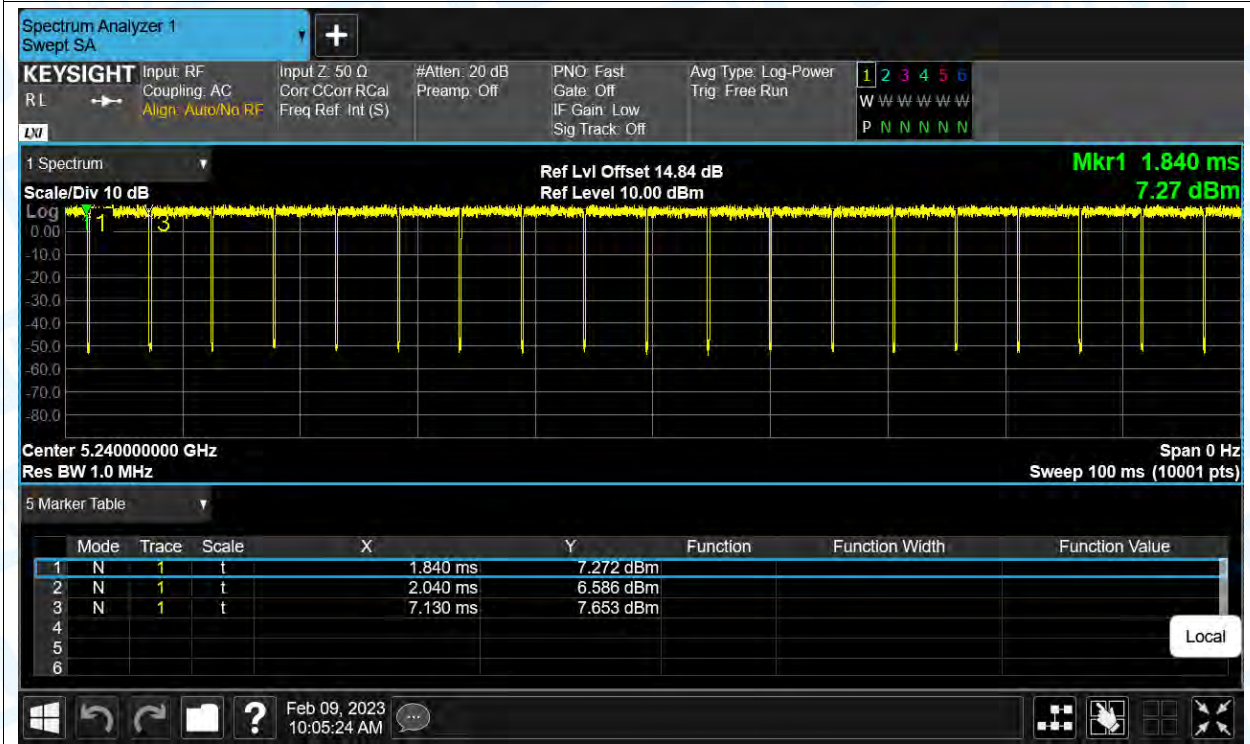 Spectrum Analyzer 1
Swept SA
KEYSIGHT Input: RF Input Z: 50 Ω #Atten: 20 dB PNO: Fast Avg Type: Log-Power 1 2 3 4 5 6
RL Coupling: AC Corr CCorr RCal Preamp: Off Gate: Off Trig: Free Run W W W W W W
Align: Auto/No RF Freq Ref: Int (S) IF Gain: Low
LXI Sig Track: Off P N N N N N
1 Spectrum Ref Lvl Offset 14.84 dB Mkr1 1.840 ms
Scale/Div 10 dB Ref Level 10.00 dBm 7.27 dBm
Log 1 3
0.00
-10.0
-20.0
-30.0
-40.0
-50.0
-60.0
-70.0
-80.0
Center 5.240000000 GHz Span 0 Hz
Res BW 1.0 MHz Sweep 100 ms (10001 pts)
5 Marker Table
Mode Trace Scale X Y Function Function Width Function Value
1 N 1 t 1.840 ms 7.272 dBm
2 N 1 t 2.040 ms 6.586 dBm
3 N 1 t 7.130 ms 7.653 dBm
4
5 Local
6
? Feb 09, 2023
10:05:24 AM